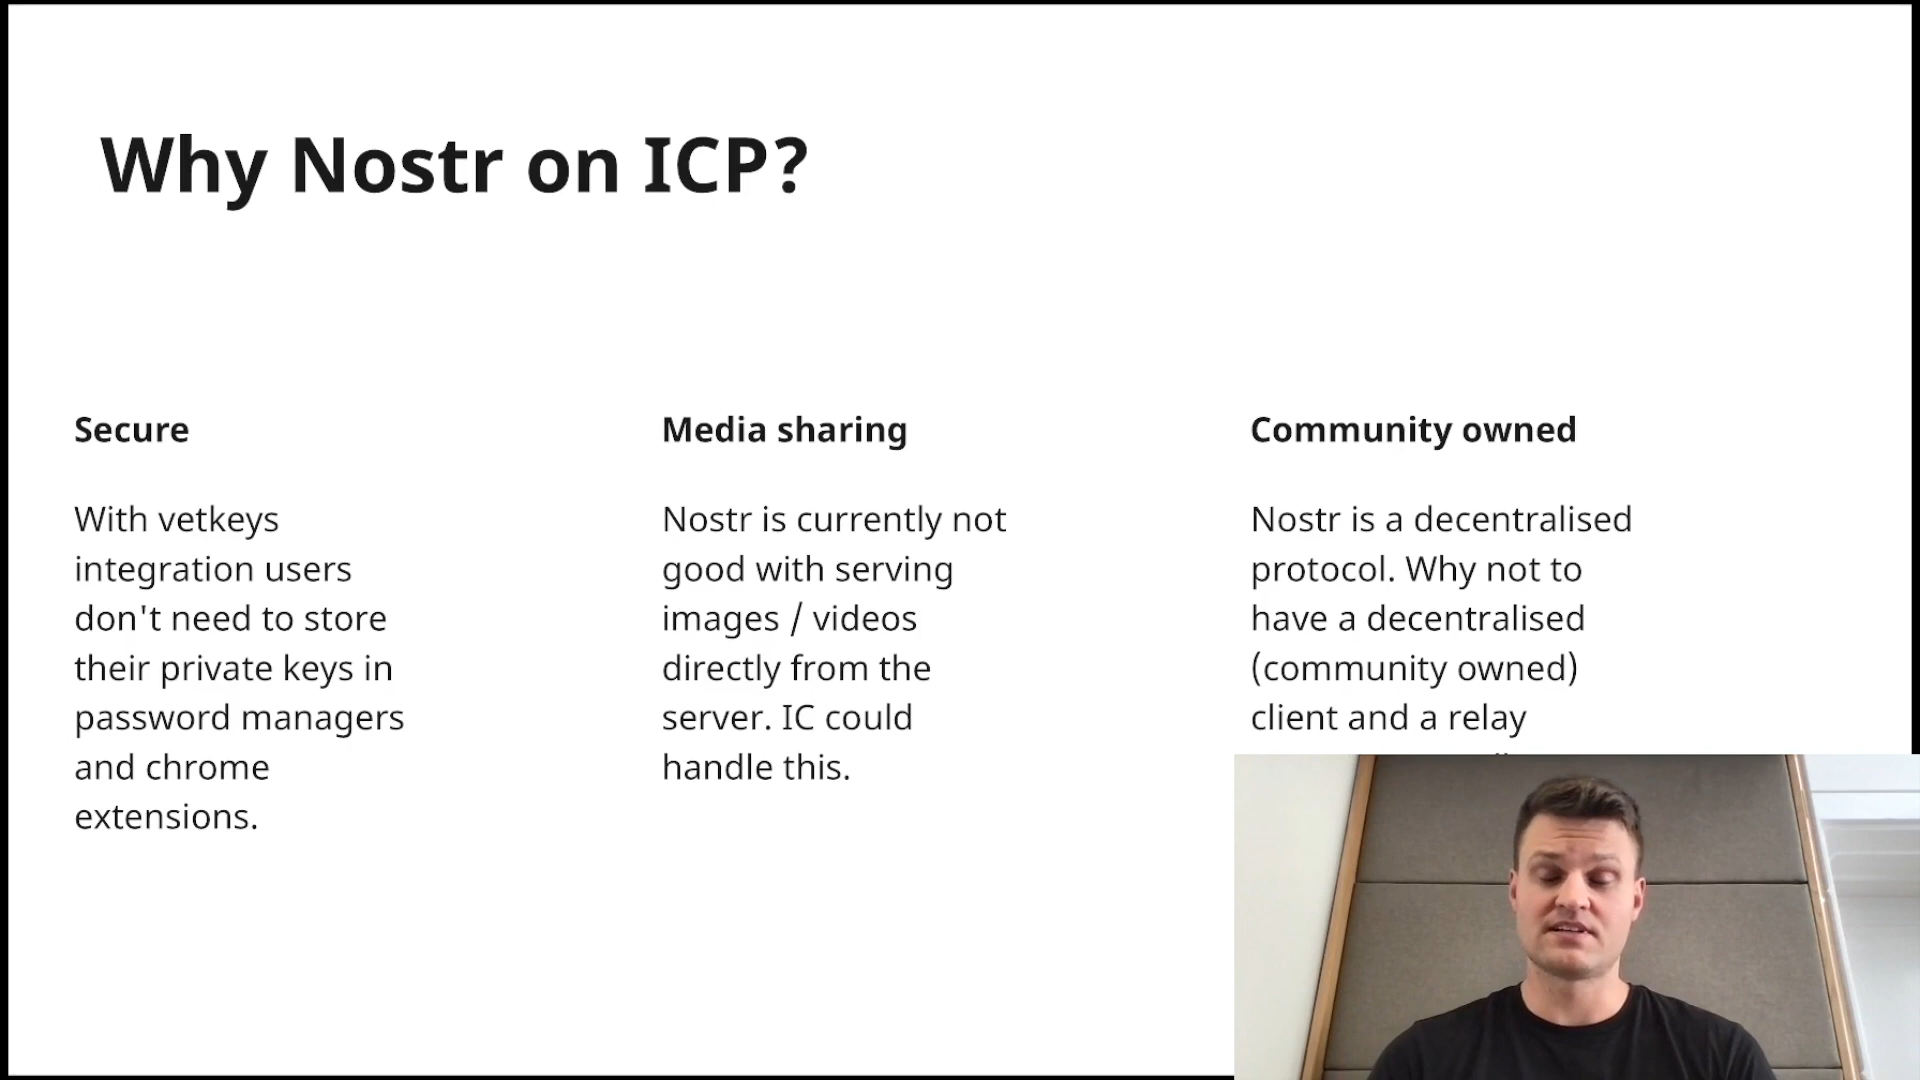 Why Nostr on ICP?
Secure
With vetkeys
integration users
don't need to store
their private keys in
password managers
and chrome
extensions.
Media sharing
Nostr is currently not
good with serving
images / videos
directly from the
server. IC could
handle this.
Community owned
Nostr is a decentralised
protocol. Why not to
have a decentralised
(community owned)
client and a relay